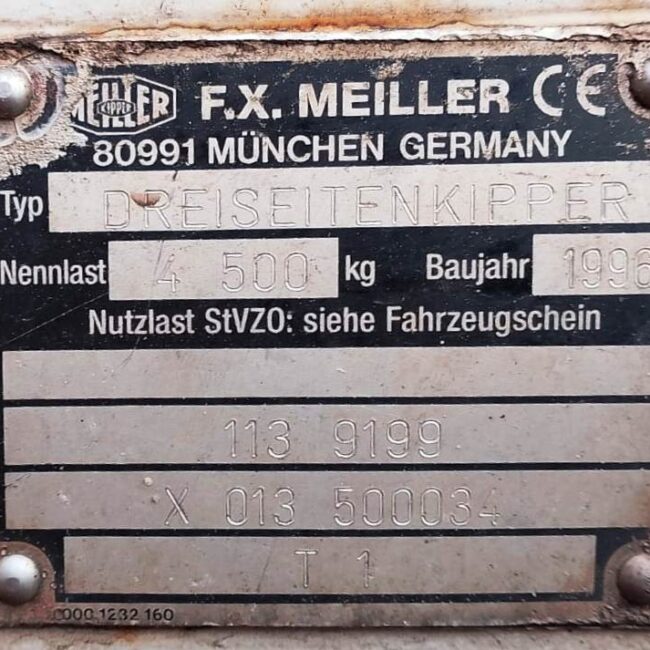 MEILLER KIPPER F.X. MEILLER CE
80991 MÜNCHEN GERMANY
Typ DREISEITENKIPPER
Nennlast 4 500 kg Baujahr 1996
Nutzlast StVZO: siehe Fahrzeugschein
113 9199
X 013 500034
T 1
000 1232 160